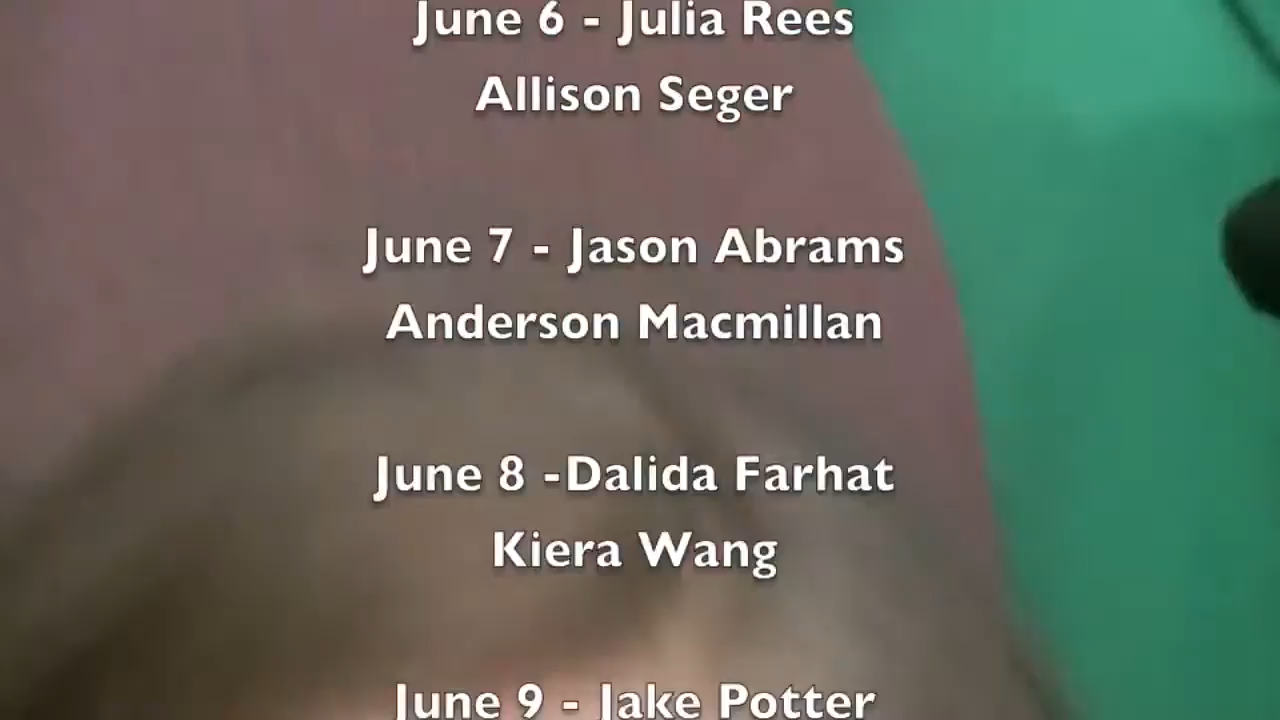 June 6 - Julia Rees
Allison Seger
June 7 - Jason Abrams
Anderson Macmillan
June 8 -Dalida Farhat
Kiera Wang
June 9 - Jake Potter